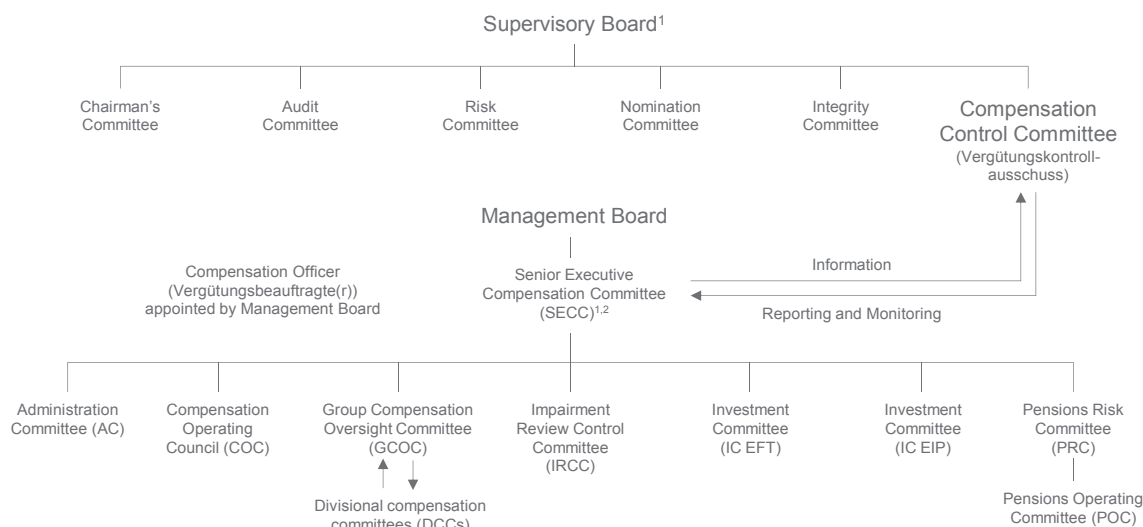 Supervisory Board¹
Chairman's
Committee
Audit
Committee
Risk
Committee
Nomination
Committee
Integrity
Committee
Compensation
Control Committee
(Vergütungskontroll-
ausschuss)
Management Board
Compensation Officer
(Vergütungsbeauftragte(r))
appointed by Management Board
Senior Executive
Compensation Committee
(SECC)¹,²
Information
Reporting and Monitoring
Administration
Committee (AC)
Compensation
Operating
Council (COC)
Group Compensation
Oversight Committee
(GCOC)
Impairment
Review Control
Committee
(IRCC)
Investment
Committee
(IC EFT)
Investment
Committee
(IC EIP)
Pensions Risk
Committee
(PRC)
Divisional compensation
committees (DCCs)
Pensions Operating
Committee (POC)